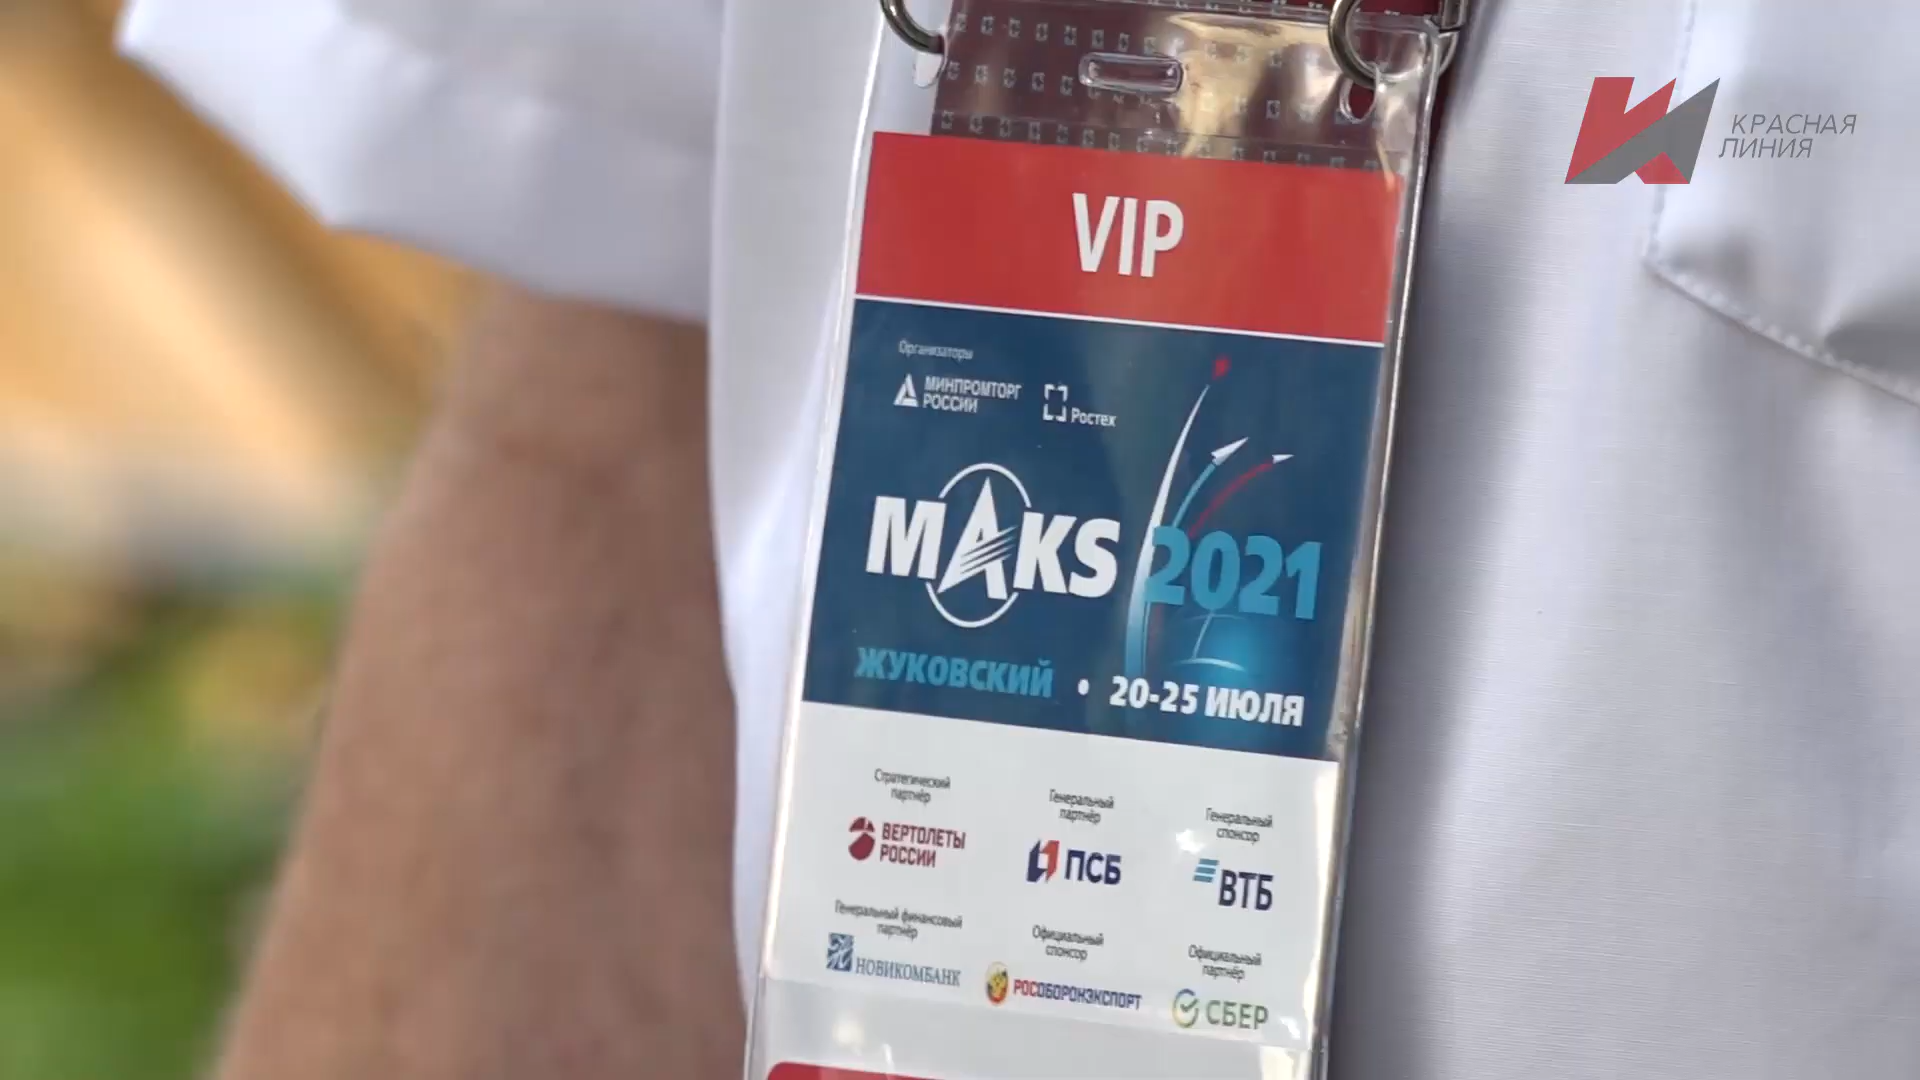 КРАСНАЯ
ЛИНИЯ
VIP
Организаторы
МИНПРОМТОРГ
РОССИИ
Ростех
MAKS 2021
ЖУКОВСКИЙ • 20-25 ИЮЛЯ
Стратегический
партнёр
ВЕРТОЛЕТЫ
РОССИИ
Генеральный
партнёр
ПСБ
Генеральный
спонсор
ВТБ
Генеральный финансовый
партнёр
НОВИКОМБАНК
Официальный
спонсор
РОСОБОРОНЭКСПОРТ
Официальный
партнёр
СБЕР